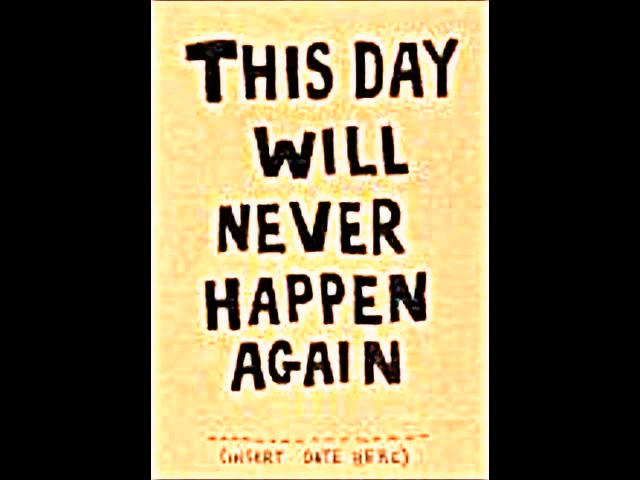 THIS DAY
WILL
NEVER
HAPPEN
AGAIN
(INSERT DATE HERE)